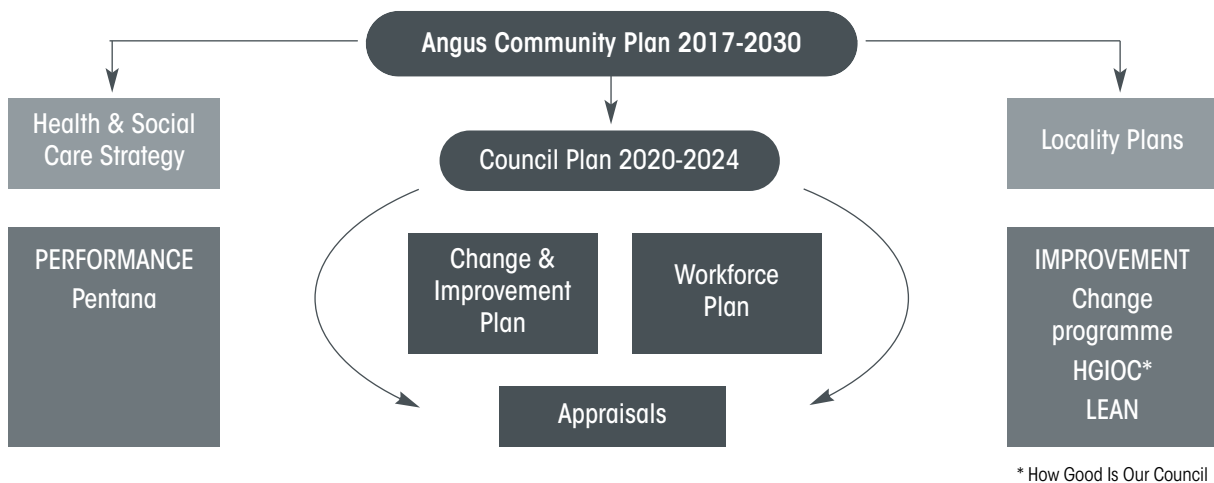 Angus Community Plan 2017-2030
Health & Social
Care Strategy
Council Plan 2020-2024
Locality Plans
PERFORMANCE
Pentana
Change &
Improvement
Plan
Workforce
Plan
Appraisals
IMPROVEMENT
Change
programme
HGIOC*
LEAN
* How Good Is Our Council